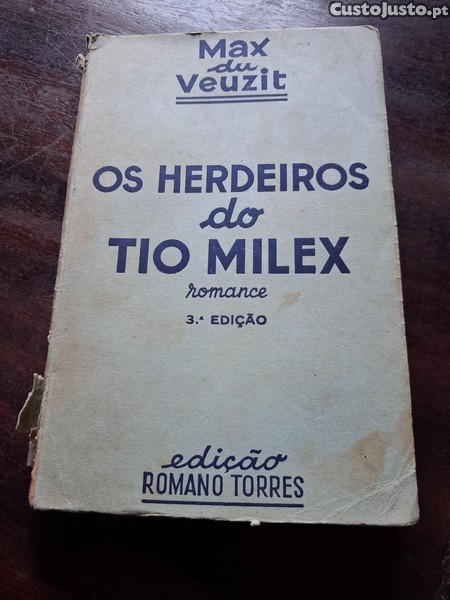 CustoJusto.pt
Max
du
Veuzit
OS HERDEIROS
do
TIO MILEX
romance
3.ª EDIÇÃO
edição
ROMANO TORRES